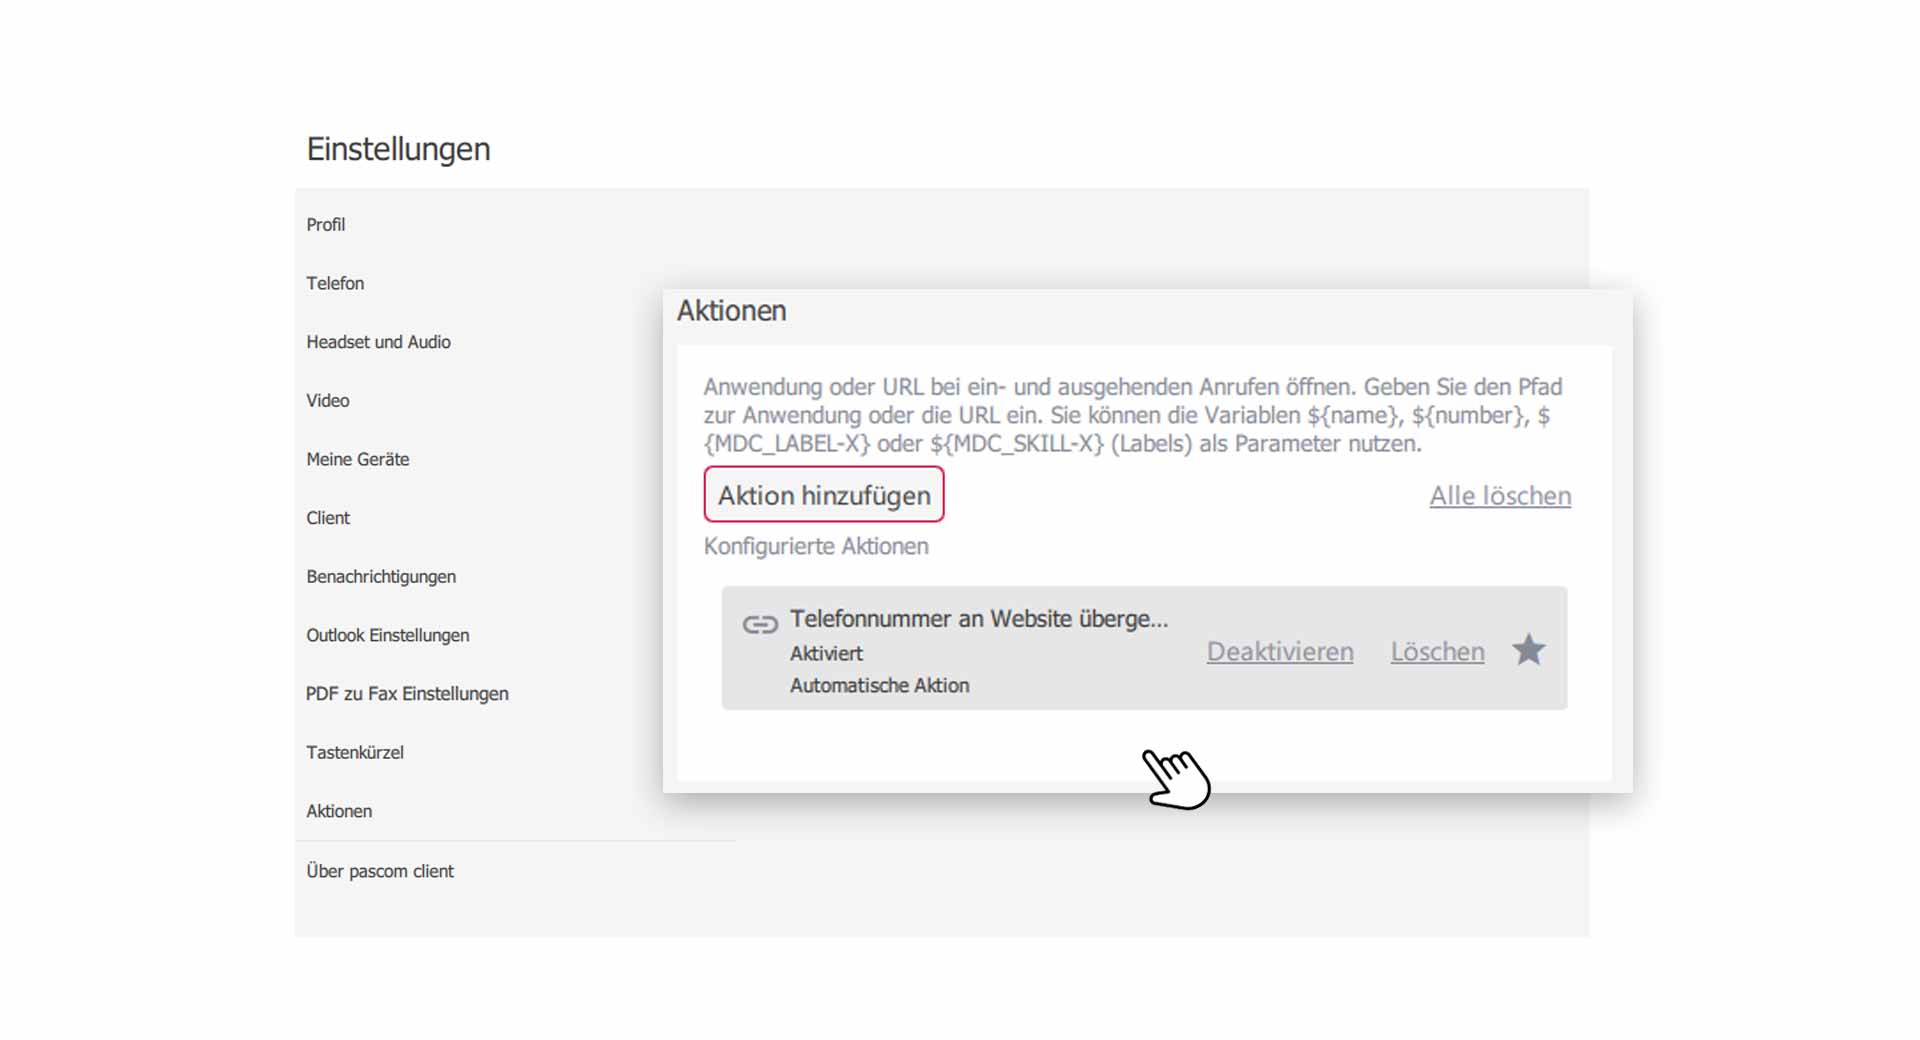 Einstellungen
Profil
Telefon
Headset und Audio
Video
Meine Geräte
Client
Benachrichtigungen
Outlook Einstellungen
PDF zu Fax Einstellungen
Tastenkürzel
Aktionen
Über pascom client
Aktionen
Anwendung oder URL bei ein- und ausgehenden Anrufen öffnen. Geben Sie den Pfad
zur Anwendung oder die URL ein. Sie können die Variablen ${name}, ${number}, $
{MDC_LABEL-X} oder ${MDC_SKILL-X} (Labels) als Parameter nutzen.
Aktion hinzufügen
Alle löschen
Konfigurierte Aktionen
Telefonnummer an Website überge...
Aktiviert
Automatische Aktion
Deaktivieren
Löschen